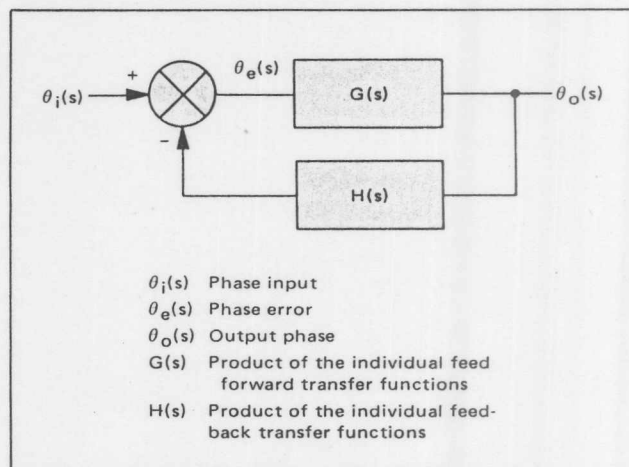 θi(s)
+
θe(s)
G(s)
θo(s)
−
H(s)
θi(s) Phase input
θe(s) Phase error
θo(s) Output phase
G(s) Product of the individual feed
forward transfer functions
H(s) Product of the individual feed-
back transfer functions